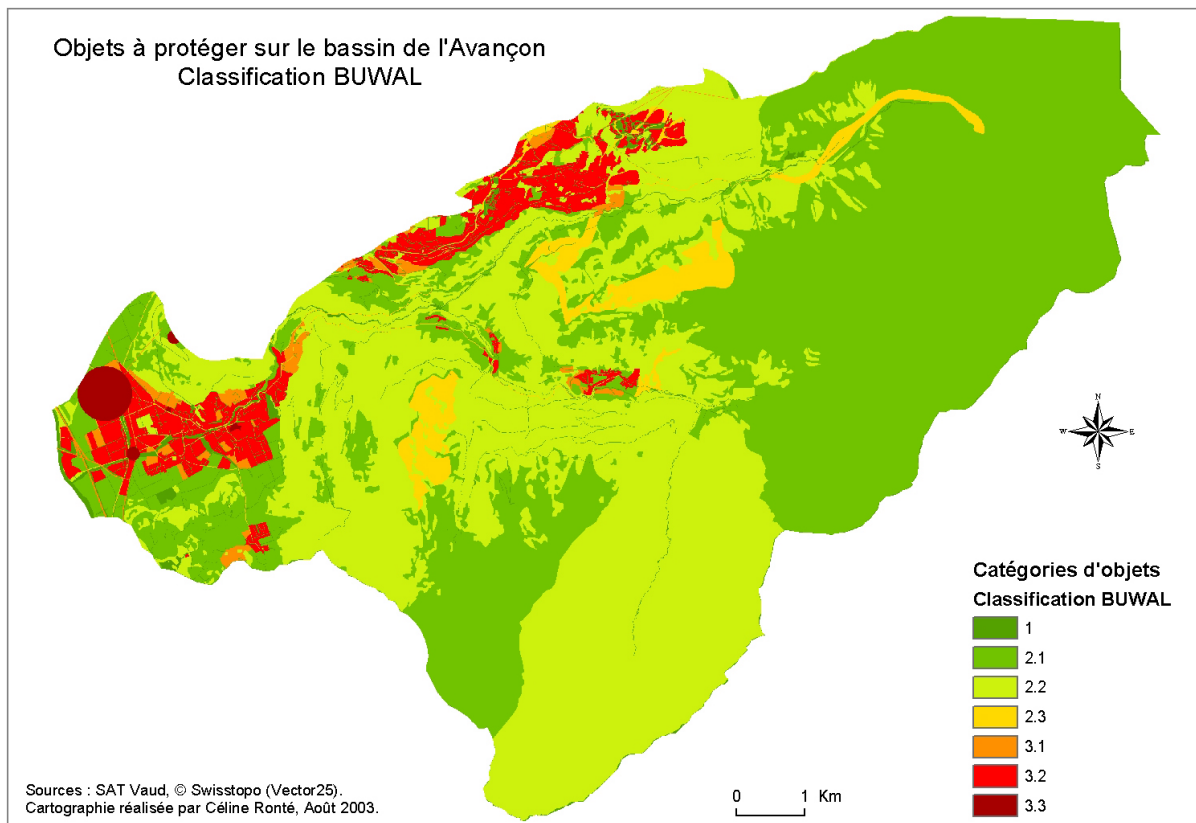 Objets à protéger sur le bassin de l'Avançon
Classification BUWAL
N
W
E
S
Catégories d'objets
Classification BUWAL
1
2.1
2.2
2.3
3.1
3.2
3.3
0 1 Km
Sources : SAT Vaud, © Swisstopo (Vector25).
Cartographie réalisée par Céline Ronté, Août 2003.